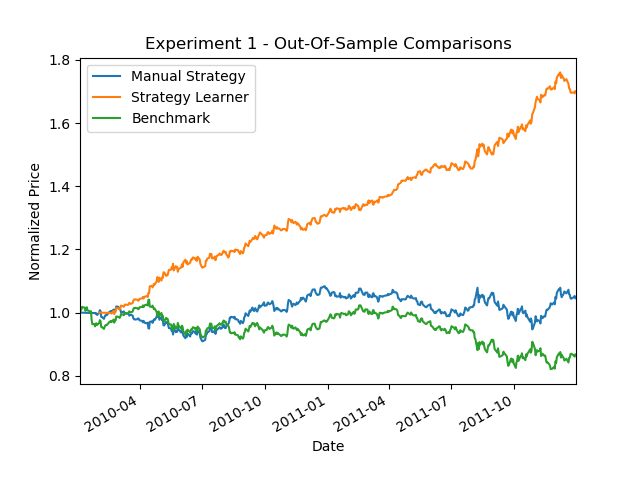 Experiment 1 - Out-Of-Sample Comparisons
Manual Strategy
Strategy Learner
Benchmark
Normalized Price
1.8
1.6
1.4
1.2
1.0
0.8
2010-04
2010-07
2010-10
2011-01
2011-04
2011-07
2011-10
Date